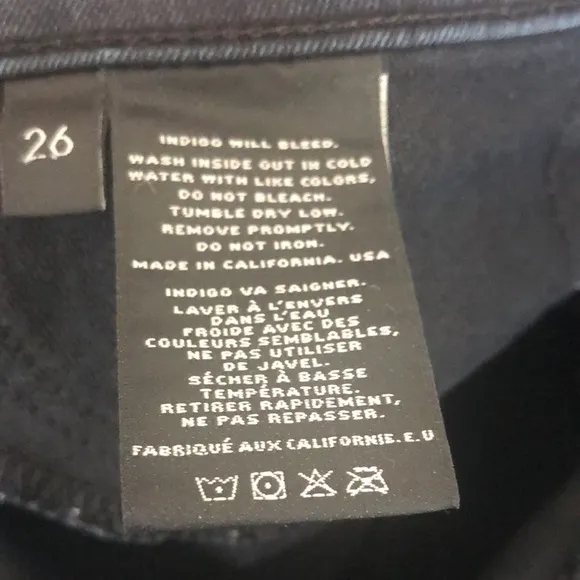 26
INDIGO WILL BLEED.
WASH INSIDE OUT IN COLD
WATER WITH LIKE COLORS,
DO NOT BLEACH.
TUMBLE DRY LOW.
REMOVE PROMPTLY.
DO NOT IRON.
MADE IN CALIFORNIA. USA
INDIGO VA SAIGNER.
LAVER À L'ENVERS
DANS L'EAU
FROIDE AVEC DES
COULEURS SEMBLABLES,
NE PAS UTILISER
DE JAVEL.
SÉCHER À BASSE
TEMPÉRATURE.
RETIRER RAPIDEMENT,
NE PAS REPASSER.
FABRIQUÉ AUX CALIFORNIE.E.U